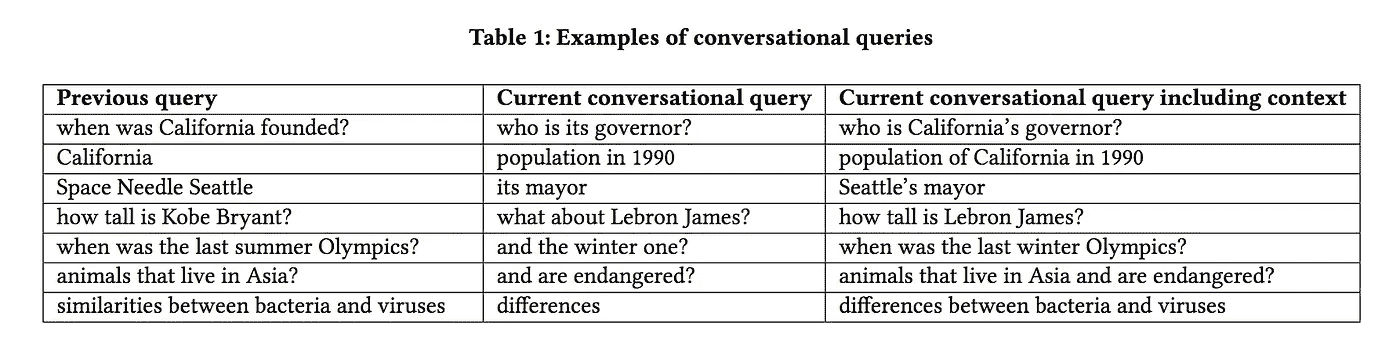 Table 1: Examples of conversational queries
Previous query Current conversational query Current conversational query including context
when was California founded? who is its governor? who is California's governor?
California population in 1990 population of California in 1990
Space Needle Seattle its mayor Seattle's mayor
how tall is Kobe Bryant? what about Lebron James? how tall is Lebron James?
when was the last summer Olympics? and the winter one? when was the last winter Olympics?
animals that live in Asia? and are endangered? animals that live in Asia and are endangered?
similarities between bacteria and viruses differences differences between bacteria and viruses